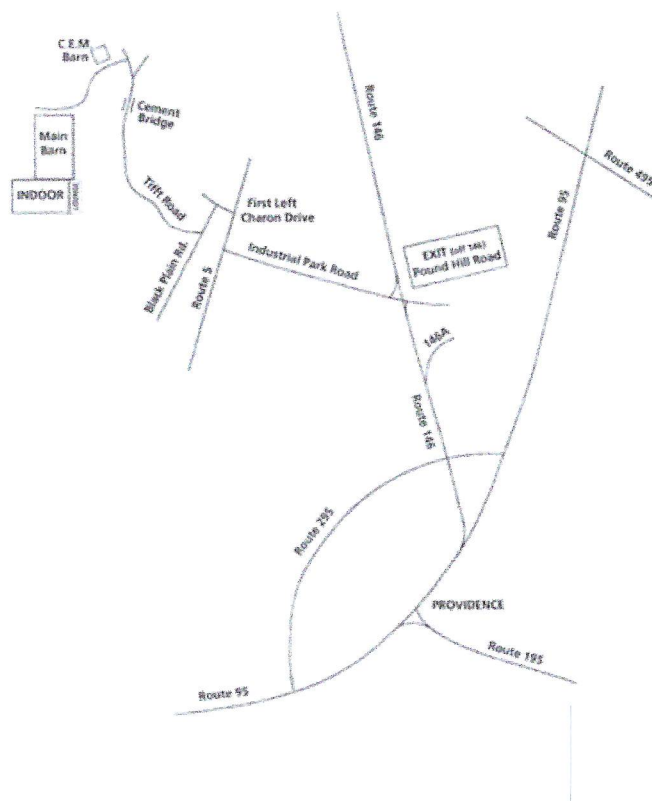 C.E.M
Barn
Cement
Bridge
Main
Barn
INDOOR
LOUNGE
Tifft Road
First Left
Charon Drive
Black Plain Rd.
Route 5
Industrial Park Road
Route 146
EXIT (off 146)
Pound Hill Road
Route 95
Route 495
146A
Route 146
Route 295
PROVIDENCE
Route 195
Route 95